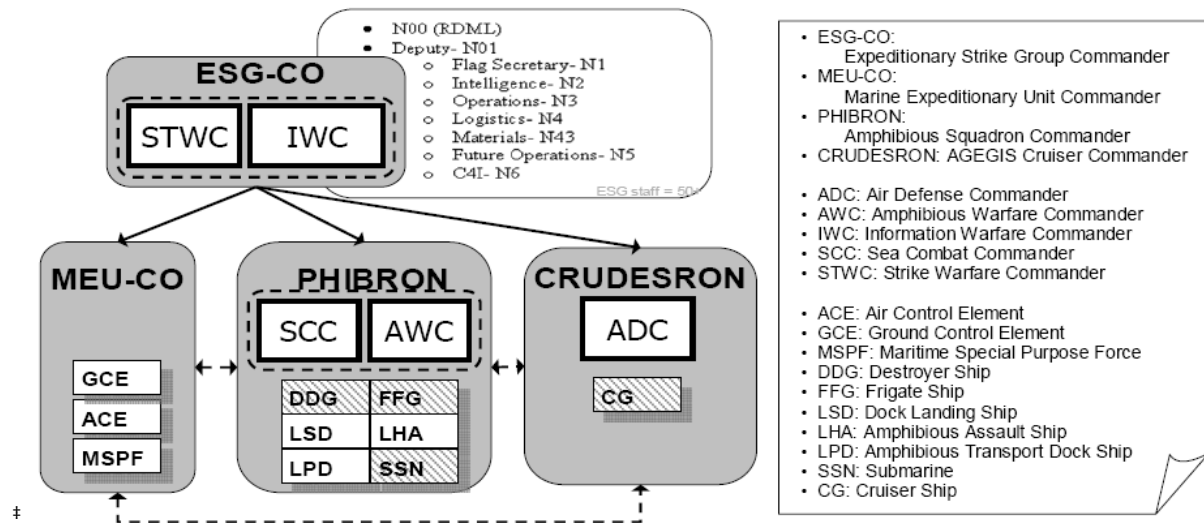 • N00 (RDML)
• Deputy- N01
o Flag Secretary- N1
o Intelligence- N2
o Operations- N3
o Logistics- N4
o Materials- N43
o Future Operations- N5
o C4I- N6
ESG staff = 50+
ESG-CO
STWC IWC
MEU-CO
GCE
ACE
MSPF
PHIBRON
SCC AWC
DDG FFG
LSD LHA
LPD SSN
CRUDESRON
ADC
CG
‡
• ESG-CO:
Expeditionary Strike Group Commander
• MEU-CO:
Marine Expeditionary Unit Commander
• PHIBRON:
Amphibious Squadron Commander
• CRUDESRON: AGEGIS Cruiser Commander
• ADC: Air Defense Commander
• AWC: Amphibious Warfare Commander
• IWC: Information Warfare Commander
• SCC: Sea Combat Commander
• STWC: Strike Warfare Commander
• ACE: Air Control Element
• GCE: Ground Control Element
• MSPF: Maritime Special Purpose Force
• DDG: Destroyer Ship
• FFG: Frigate Ship
• LSD: Dock Landing Ship
• LHA: Amphibious Assault Ship
• LPD: Amphibious Transport Dock Ship
• SSN: Submarine
• CG: Cruiser Ship